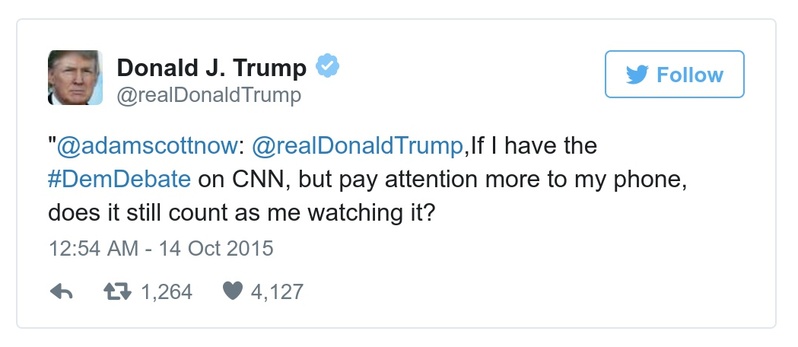 Donald J. Trump
@realDonaldTrump
Follow
"@adamscottnow: @realDonaldTrump,If I have the
#DemDebate on CNN, but pay attention more to my phone,
does it still count as me watching it?
12:54 AM - 14 Oct 2015
1,264 4,127